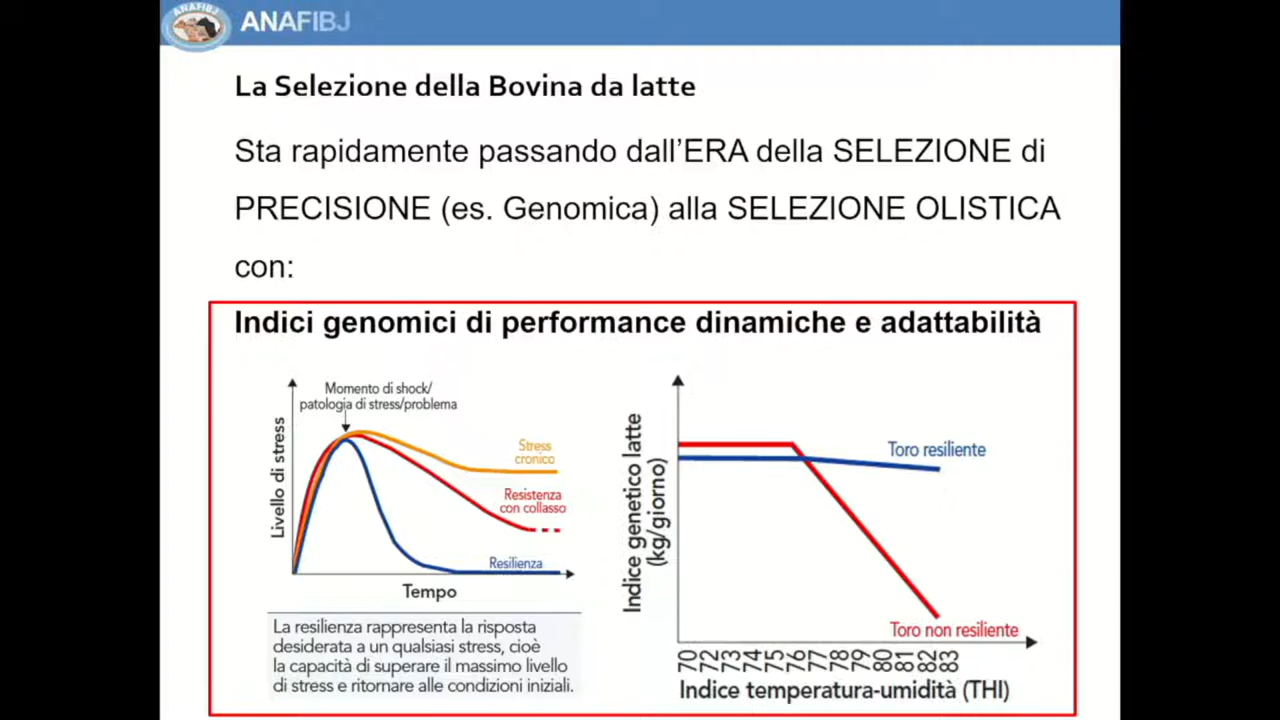 ANAFIBJ
ANAFIBJ
La Selezione della Bovina da latte
Sta rapidamente passando dall’ERA della SELEZIONE di
PRECISIONE (es. Genomica) alla SELEZIONE OLISTICA
con:
Indici genomici di performance dinamiche e adattabilità
Momento di shock/
patologia di stress/problema
Livello di stress
Stress
cronico
Resistenza
con collasso
Resilienza
Tempo
La resilienza rappresenta la risposta
desiderata a un qualsiasi stress, cioè
la capacità di superare il massimo livello
di stress e ritornare alle condizioni iniziali.
Indice genetico latte
(kg/giorno)
Toro resiliente
Toro non resiliente
70 72 73 74 75 76 77 78 79 80 81 82 83
Indice temperatura-umidità (THI)